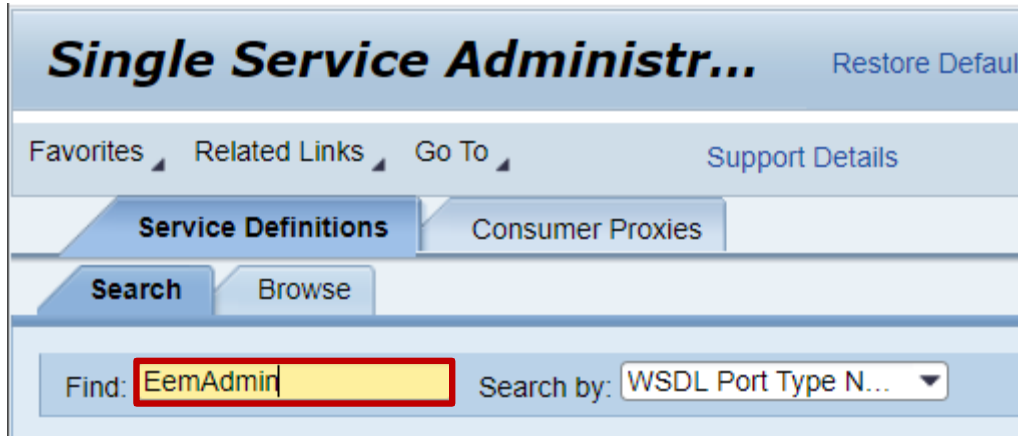 Single Service Administr... Restore Defaul
Favorites Related Links Go To Support Details
Service Definitions Consumer Proxies
Search Browse
Find: EemAdmin Search by: WSDL Port Type N...